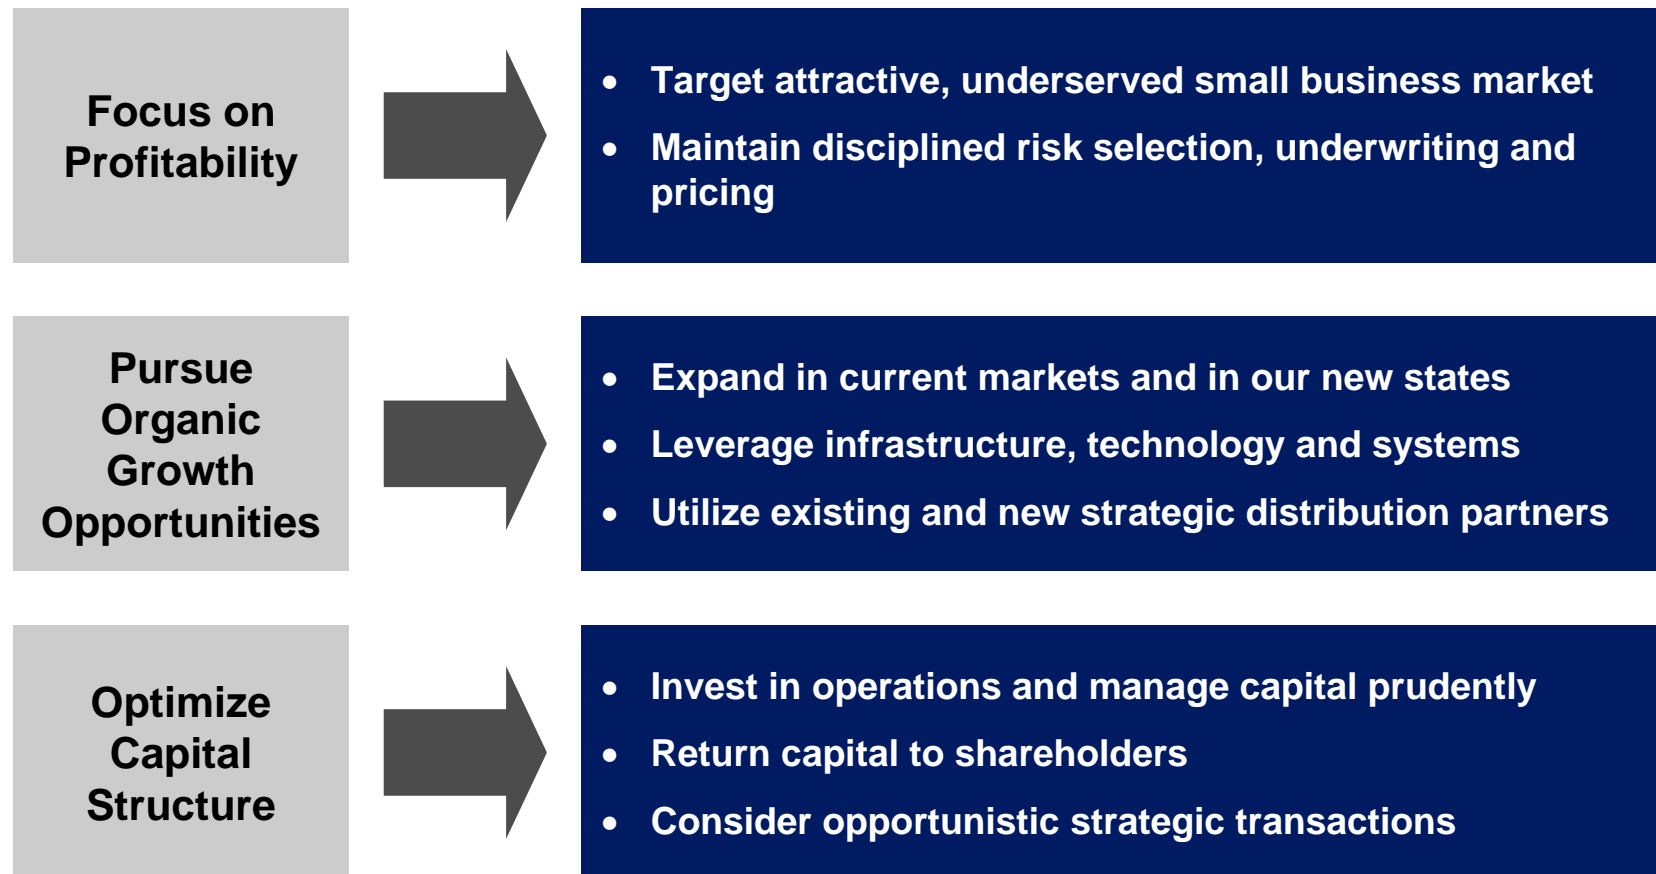 Focus on
Profitability
• Target attractive, underserved small business market
• Maintain disciplined risk selection, underwriting and
pricing
Pursue
Organic
Growth
Opportunities
• Expand in current markets and in our new states
• Leverage infrastructure, technology and systems
• Utilize existing and new strategic distribution partners
Optimize
Capital
Structure
• Invest in operations and manage capital prudently
• Return capital to shareholders
• Consider opportunistic strategic transactions